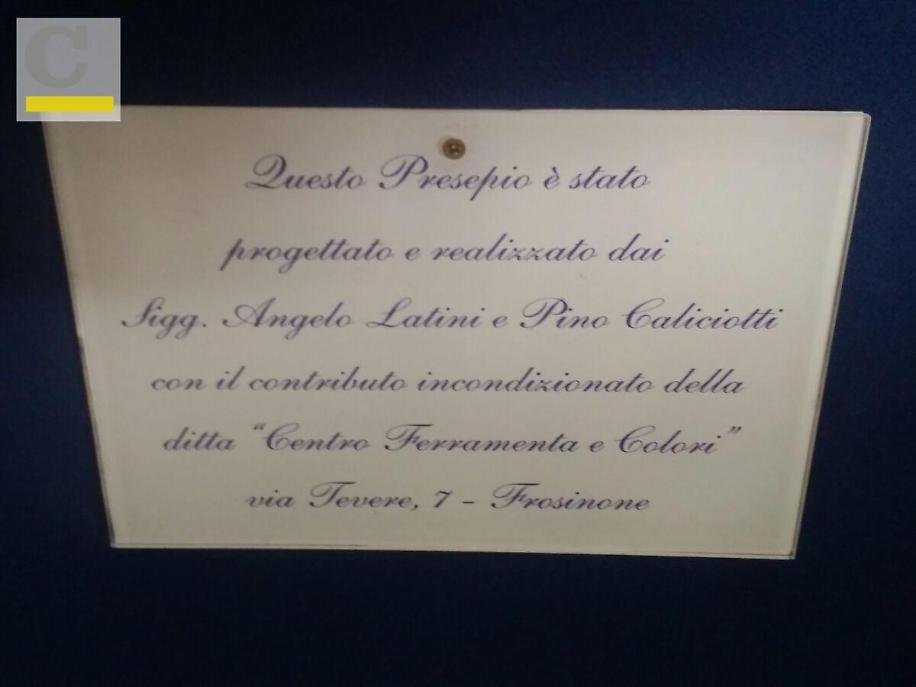 C
Questo Presepio è stato
progettato e realizzato dai
Sigg. Angelo Latini e Pino Caliciotti
con il contributo incondizionato della
ditta "Centro Ferramenta e Colori"
via Tevere, 7 - Frosinone